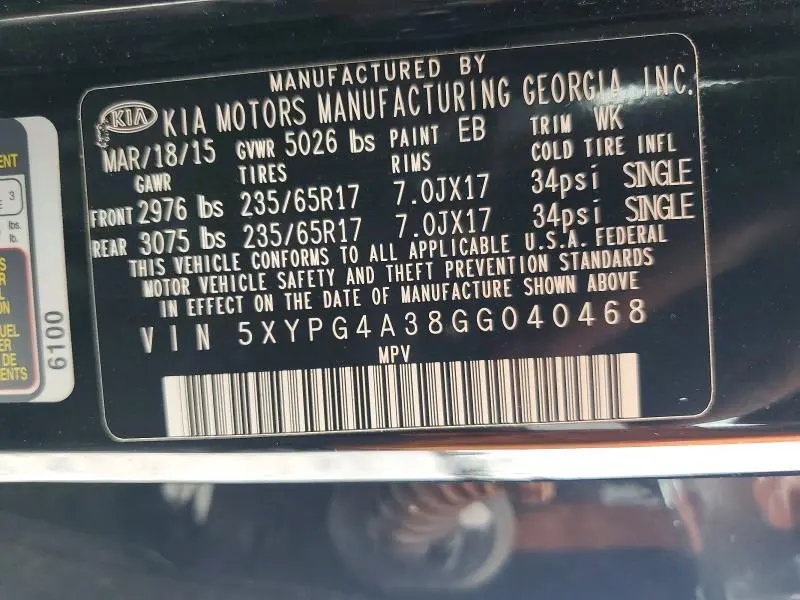 MANUFACTURED BY
KIA KIA MOTORS MANUFACTURING GEORGIA, INC.
MAR/18/15 GVWR 5026 lbs PAINT EB TRIM WK
GAWR TIRES RIMS COLD TIRE INFL
FRONT 2976 lbs 235/65R17 7.0JX17 34psi SINGLE
REAR 3075 lbs 235/65R17 7.0JX17 34psi SINGLE
THIS VEHICLE CONFORMS TO ALL APPLICABLE U.S.A. FEDERAL
MOTOR VEHICLE SAFETY AND THEFT PREVENTION STANDARDS
IN EFFECT ON THE DATE OF MANUFACTURE SHOWN ABOVE
VIN 5XYPG4A38GG040468
MPV
3
lbs.
lb.
6100